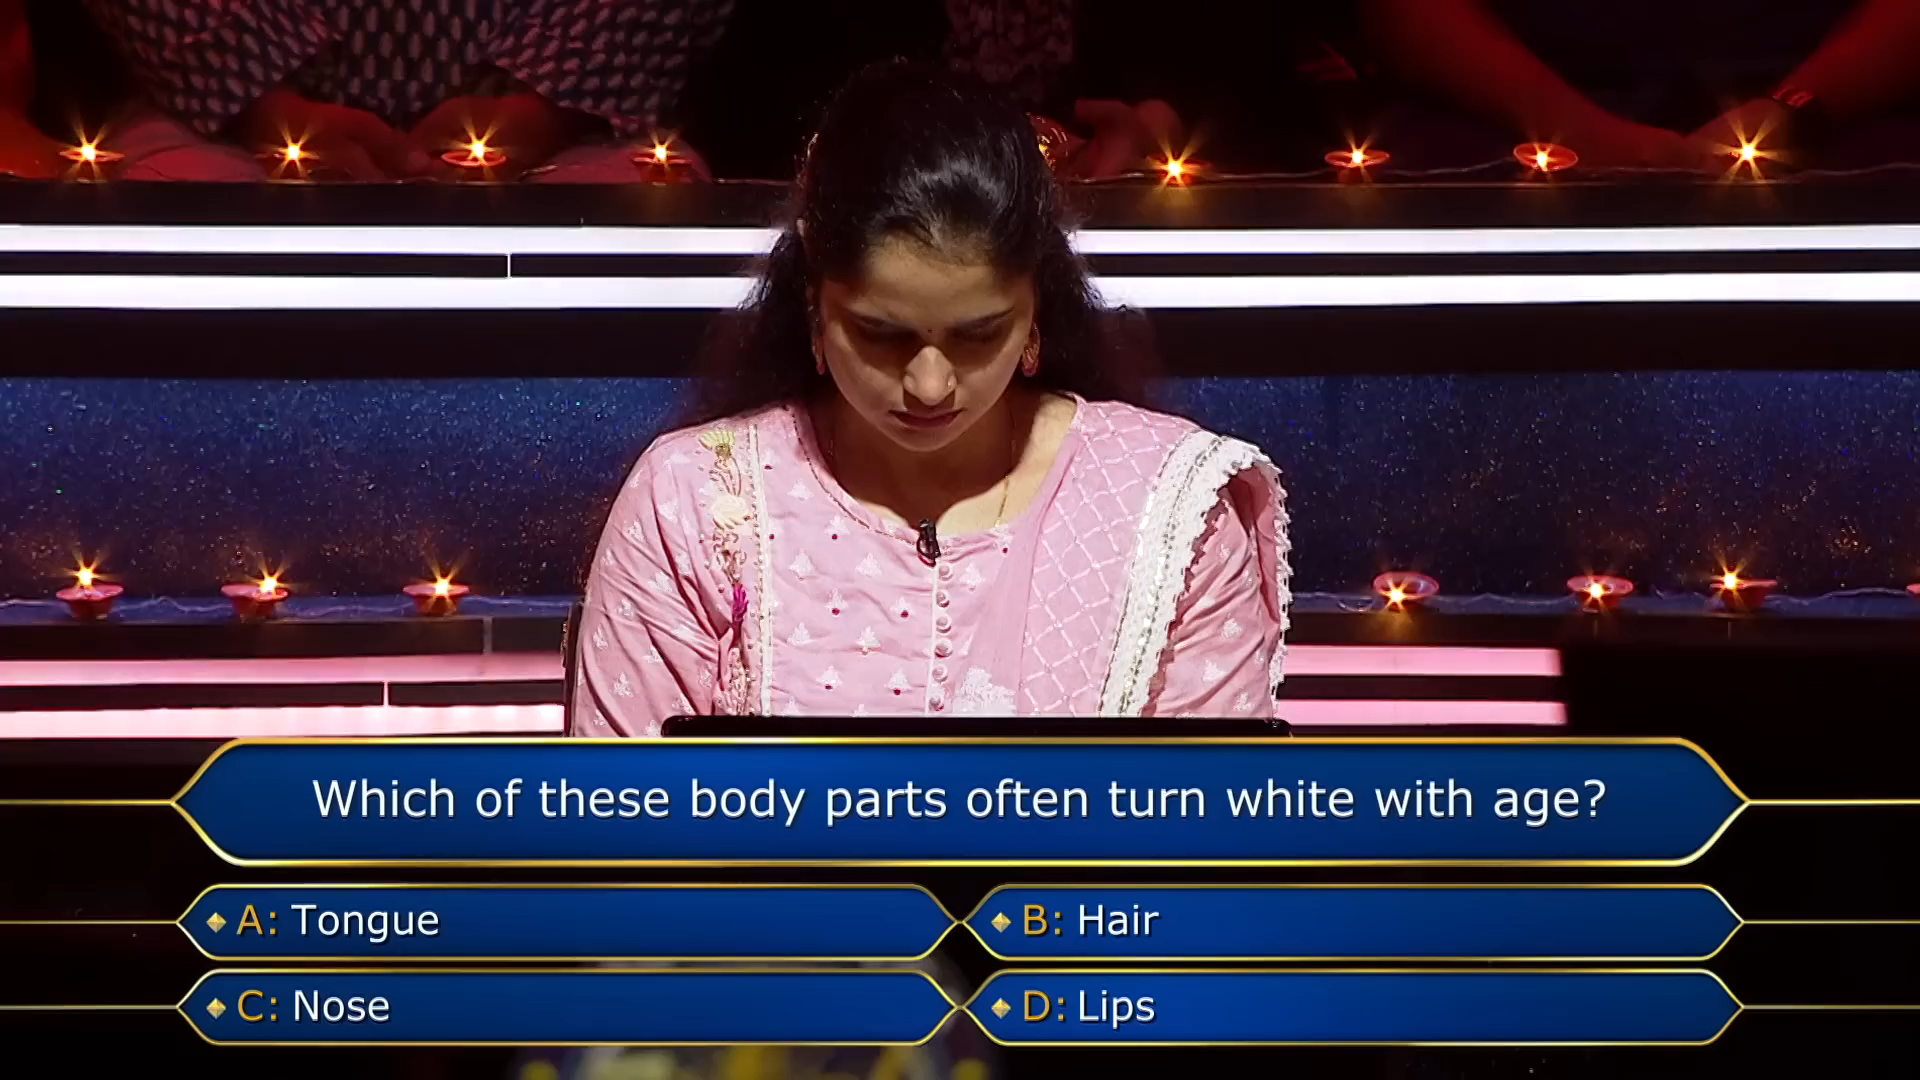 Which of these body parts often turn white with age?
A: Tongue
B: Hair
C: Nose
D: Lips